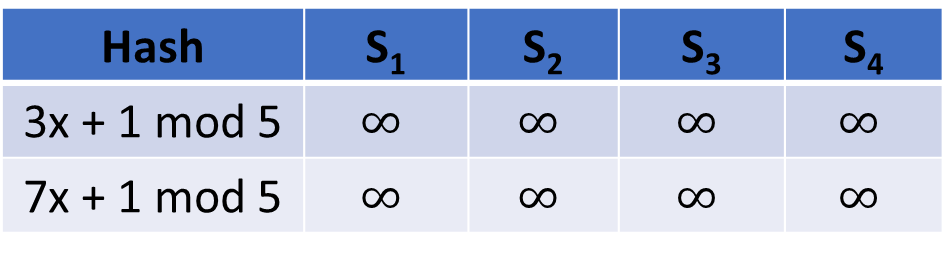 Hash S₁ S₂ S₃ S₄
3x + 1 mod 5 ∞ ∞ ∞ ∞
7x + 1 mod 5 ∞ ∞ ∞ ∞